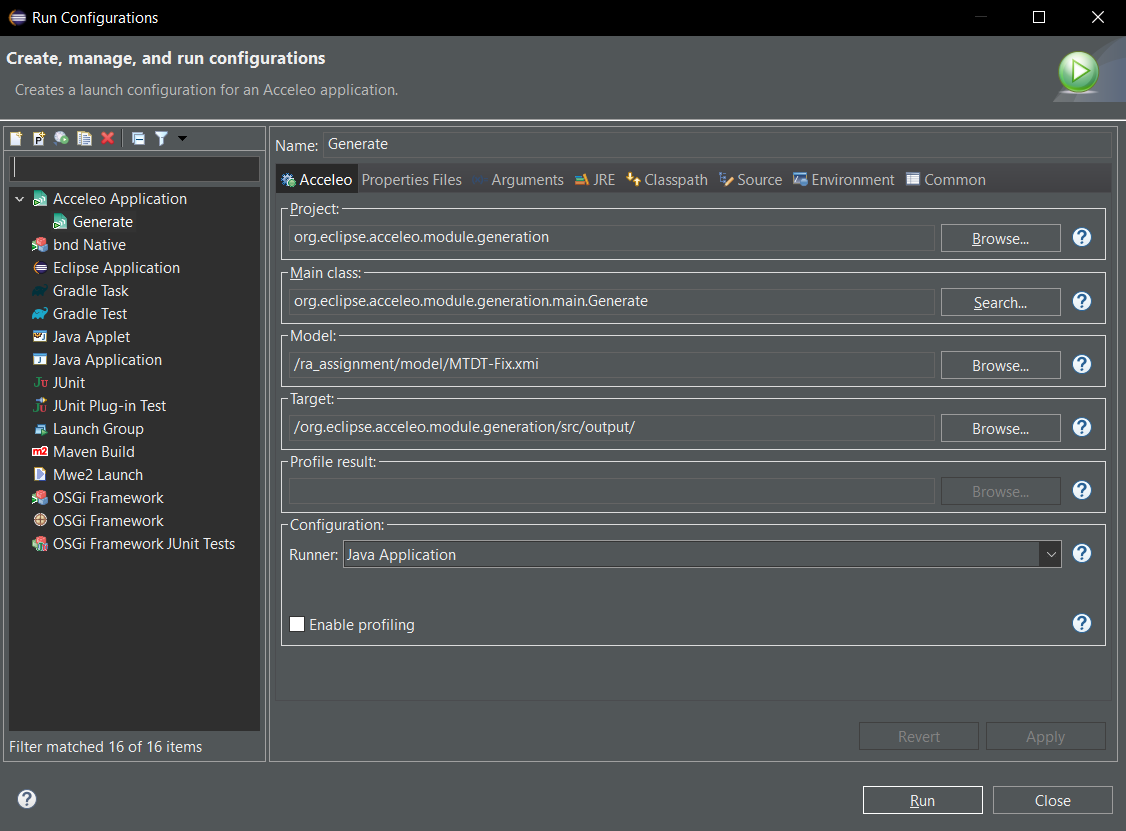 Run Configurations
Create, manage, and run configurations
Creates a launch configuration for an Acceleo application.
Acceleo Application
Generate
bnd Native
Eclipse Application
Gradle Task
Gradle Test
Java Applet
Java Application
JUnit
JUnit Plug-in Test
Launch Group
Maven Build
Mwe2 Launch
OSGi Framework
OSGi Framework
OSGi Framework JUnit Tests
Filter matched 16 of 16 items
Name: Generate
Acceleo Properties Files Arguments JRE Classpath Source Environment Common
Project:
org.eclipse.acceleo.module.generation Browse...
Main class:
org.eclipse.acceleo.module.generation.main.Generate Search...
Model:
/ra_assignment/model/MTDT-Fix.xmi Browse...
Target:
/org.eclipse.acceleo.module.generation/src/output/ Browse...
Profile result:
Browse...
Configuration:
Runner: Java Application
Enable profiling
Revert Apply
Run Close